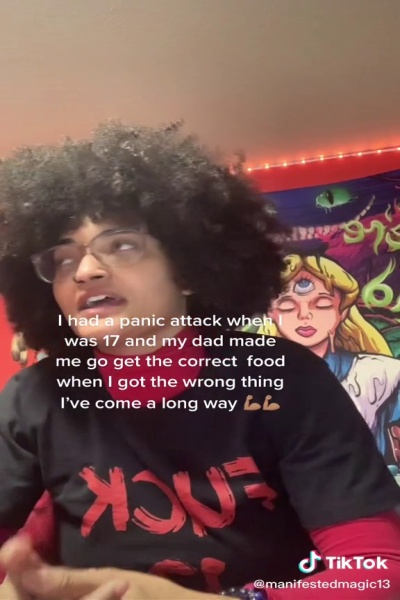 I had a panic attack when I
was 17 and my dad made
me go get the correct food
when I got the wrong thing
I've come a long way 💪🏽💪🏽
FUCK
TikTok
@manifestedmagic13